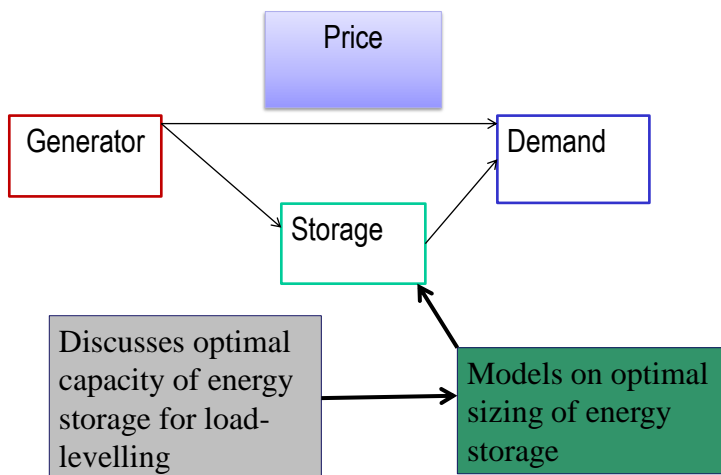 Price
Generator
Demand
Storage
Discusses optimal
capacity of energy
storage for load-
levelling
Models on optimal
sizing of energy
storage